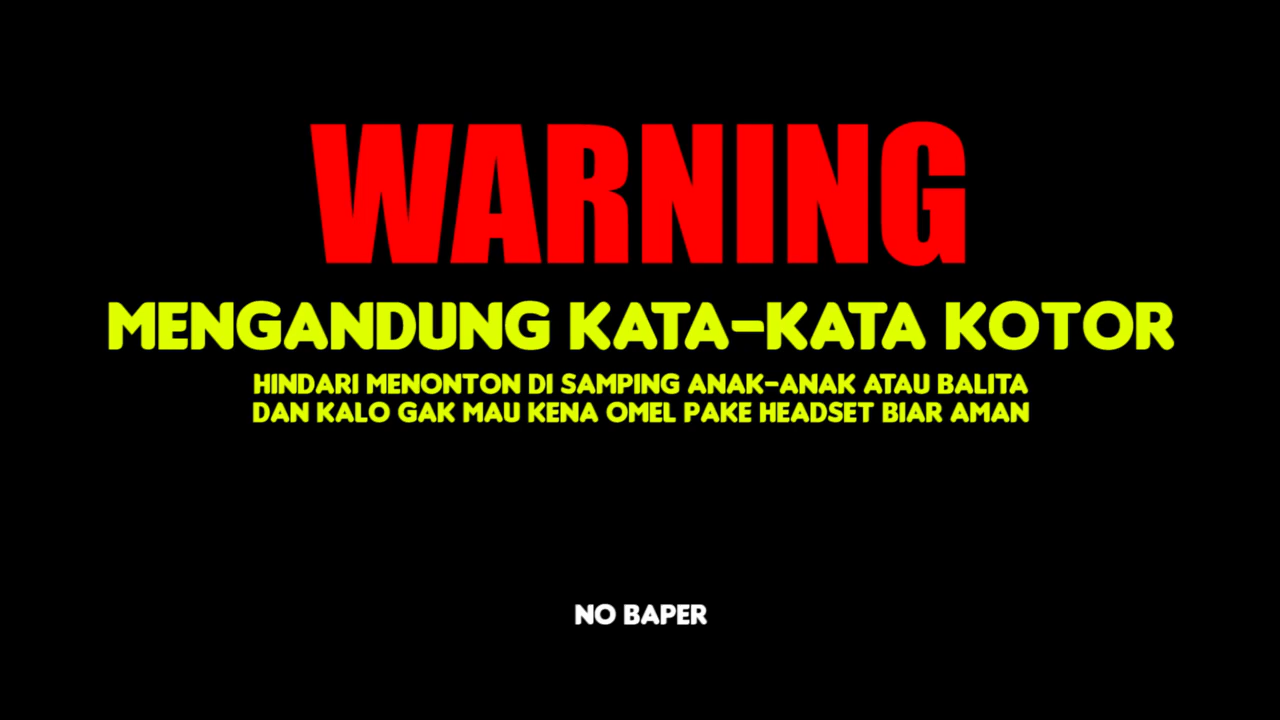 WARNING
MENGANDUNG KATA-KATA KOTOR
HINDARI MENONTON DI SAMPING ANAK-ANAK ATAU BALITA
DAN KALO GAK MAU KENA OMEL PAKE HEADSET BIAR AMAN
NO BAPER